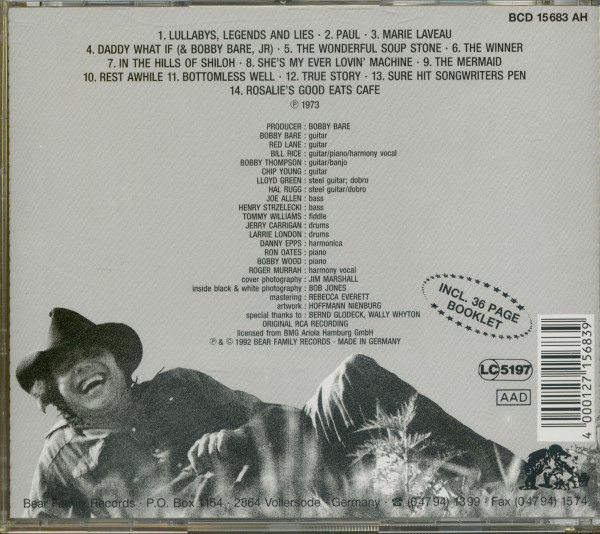 BCD 15683 AH
1. LULLABYS, LEGENDS AND LIES · 2. PAUL · 3. MARIE LAVEAU
4. DADDY WHAT IF (& BOBBY BARE, JR) · 5. THE WONDERFUL SOUP STONE · 6. THE WINNER
7. IN THE HILLS OF SHILOH · 8. SHE'S MY EVER LOVIN' MACHINE · 9. THE MERMAID
10. REST AWHILE 11. BOTTOMLESS WELL · 12. TRUE STORY · 13. SURE HIT SONGWRITERS PEN
14. ROSALIE'S GOOD EATS CAFE
℗ 1973
PRODUCER : BOBBY BARE
BOBBY BARE : guitar
RED LANE : guitar
BILL RICE : guitar/piano/harmony vocal
BOBBY THOMPSON : guitar/banjo
CHIP YOUNG : guitar
LLOYD GREEN : steel guitar; dobro
HAL RUGG : steel guitar/dobro
JOE ALLEN : bass
HENRY STRZELECKI : bass
TOMMY WILLIAMS : fiddle
JERRY CARRIGAN : drums
LARRIE LONDON : drums
DANNY EPPS : harmonica
RON OATES : piano
BOBBY WOOD : piano
ROGER MURRAH : harmony vocal
cover photography : JIM MARSHALL
inside black & white photography : BOB JONES
mastering : REBECCA EVERETT
artwork : HOFFMANN NIENBURG
special thanks to : BERND GLODECK, WALLY WHYTON
ORIGINAL RCA RECORDING
licensed from BMG Ariola Hamburg GmbH
℗ & © 1992 BEAR FAMILY RECORDS · MADE IN GERMANY
INCL. 36 PAGE
BOOKLET
LC 5197
AAD
4 000127 156839
Bear Family Records · P.O. Box 1154 · 2864 Vollersode · Germany · ☎ (04794) 1399 · Fax (04794) 1574